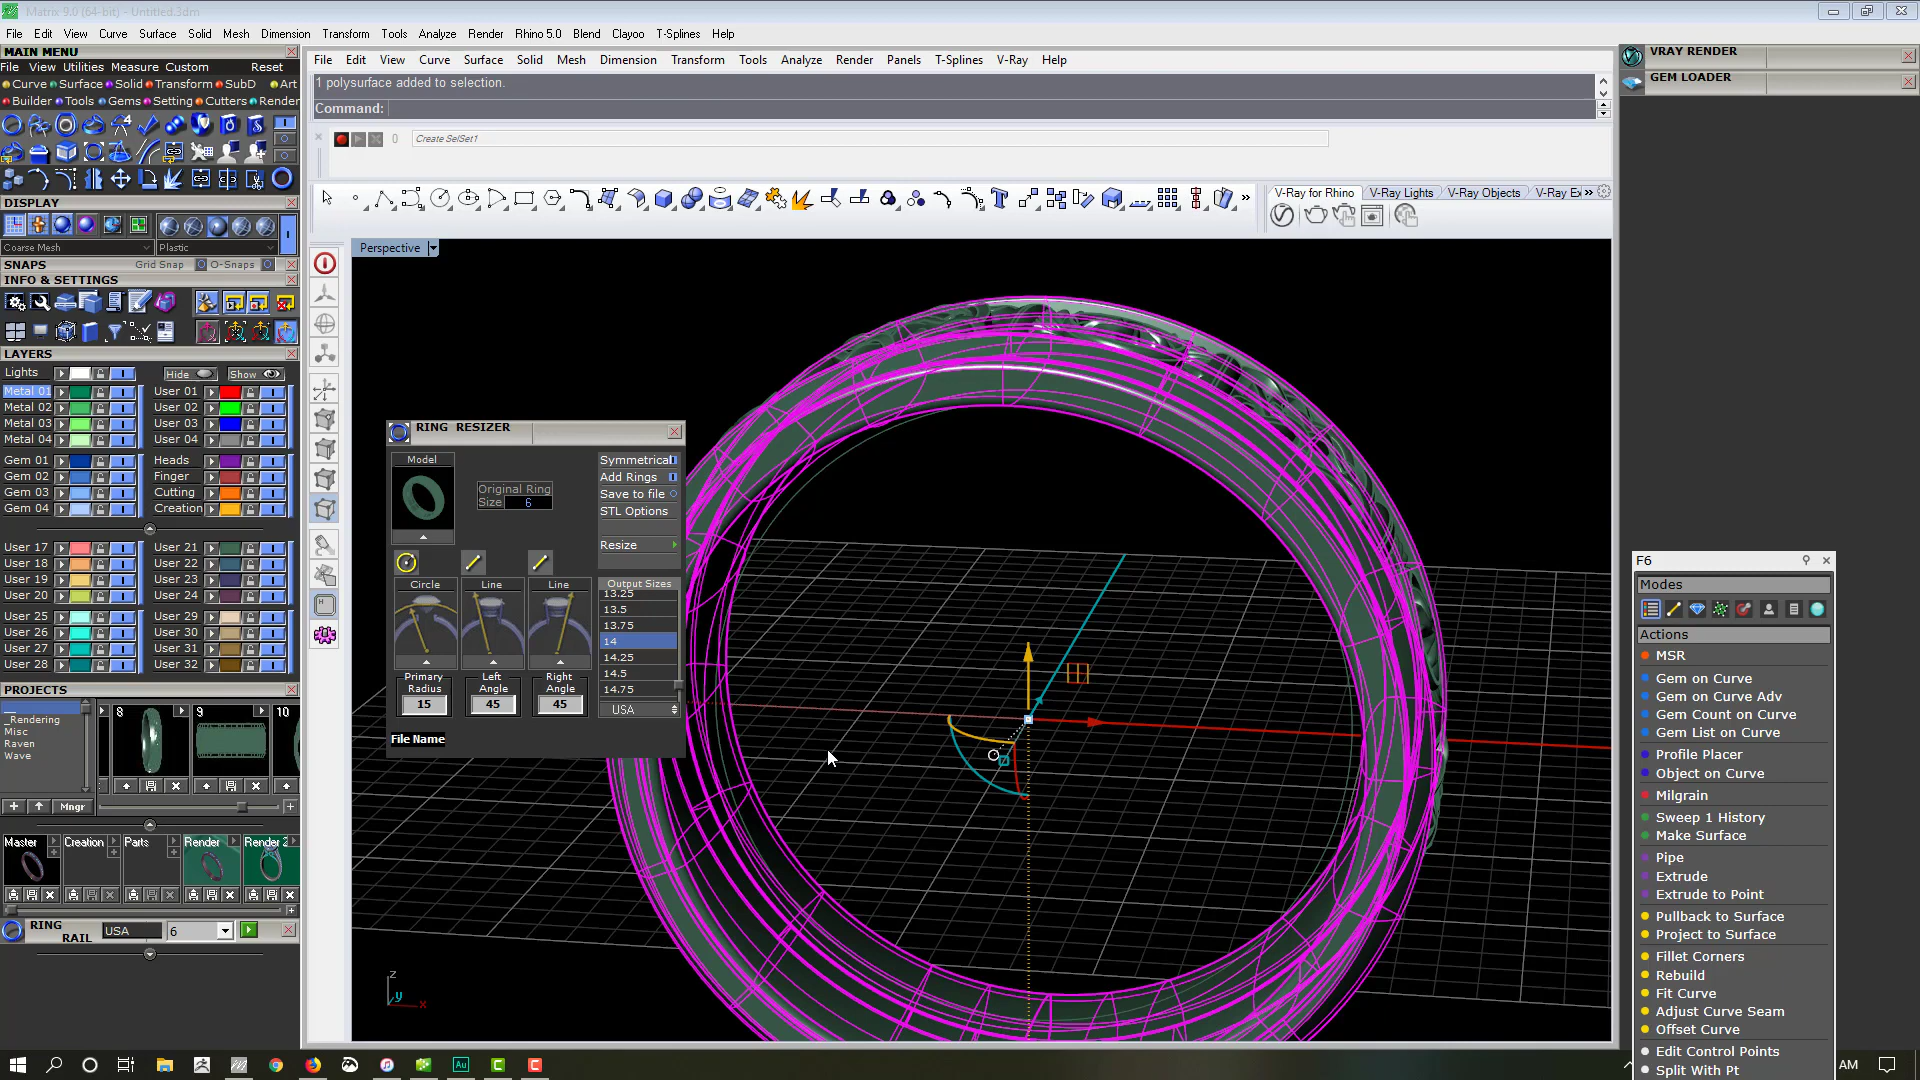 Matrix 9.0 (64-bit) - Untitled.3dm
File Edit View Curve Surface Solid Mesh Dimension Transform Tools Analyze Render Rhino 5.0 Blend Clayoo T-Splines Help
MAIN MENU
File View Utilities Measure Custom Reset
Curve Surface Solid Transform SubD Art
Builder Tools Gems Setting Cutters Render
DISPLAY
Coarse Mesh Plastic
SNAPS Grid Snap O-Snaps
INFO & SETTINGS
LAYERS
Lights Hide Show
Metal 01 User 01
Metal 02 User 02
Metal 03 User 03
Metal 04 User 04
Gem 01 Heads
Gem 02 Finger
Gem 03 Cutting
Gem 04 Creation
User 17 User 21
User 18 User 22
User 19 User 23
User 20 User 24
User 25 User 29
User 26 User 30
User 27 User 31
User 28 User 32
PROJECTS
_Rendering
Misc
Raven
Wave
8 9 10
Mngr
Master Creation Parts Render Render 2
RING RAIL USA 6
File Edit View Curve Surface Solid Mesh Dimension Transform Tools Analyze Render Panels T-Splines V-Ray Help
1 polysurface added to selection.
Command:
0 Create SelSet1
V-Ray for Rhino V-Ray Lights V-Ray Objects V-Ray Ex
Perspective
RING RESIZER
Model
Original Ring
Size 6
Symmetrical
Add Rings
Save to file
STL Options
Resize
Circle Line Line
Output Sizes
13.25
13.5
13.75
14
14.25
14.5
14.75
USA
Primary Radius
15
Left Angle
45
Right Angle
45
File Name
z
y
x
VRAY RENDER
GEM LOADER
F6
Modes
Actions
MSR
Gem on Curve
Gem on Curve Adv
Gem Count on Curve
Gem List on Curve
Profile Placer
Object on Curve
Milgrain
Sweep 1 History
Make Surface
Pipe
Extrude
Extrude to Point
Pullback to Surface
Project to Surface
Fillet Corners
Rebuild
Fit Curve
Adjust Curve Seam
Offset Curve
Edit Control Points
Split With Pt
Au
AM